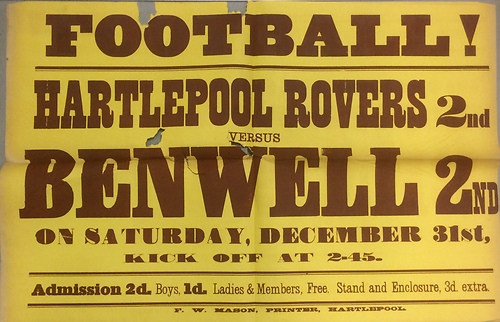 FOOTBALL!
HARTLEPOOL ROVERS 2nd
VERSUS
BENWELL 2ND
ON SATURDAY, DECEMBER 31st,
KICK OFF AT 2-45.
Admission 2d. Boys, 1d. Ladies & Members, Free. Stand and Enclosure, 3d. extra.
F. W. MASON, PRINTER, HARTLEPOOL.